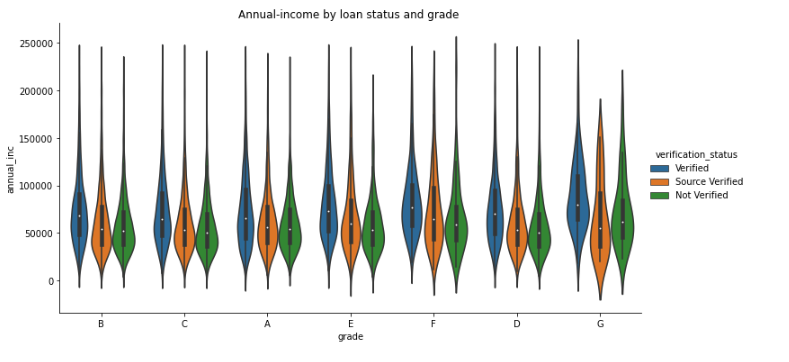 Annual-income by loan status and grade
annual_inc
250000
200000
150000
100000
50000
0
B C A E F D G
grade
verification_status
Verified
Source Verified
Not Verified